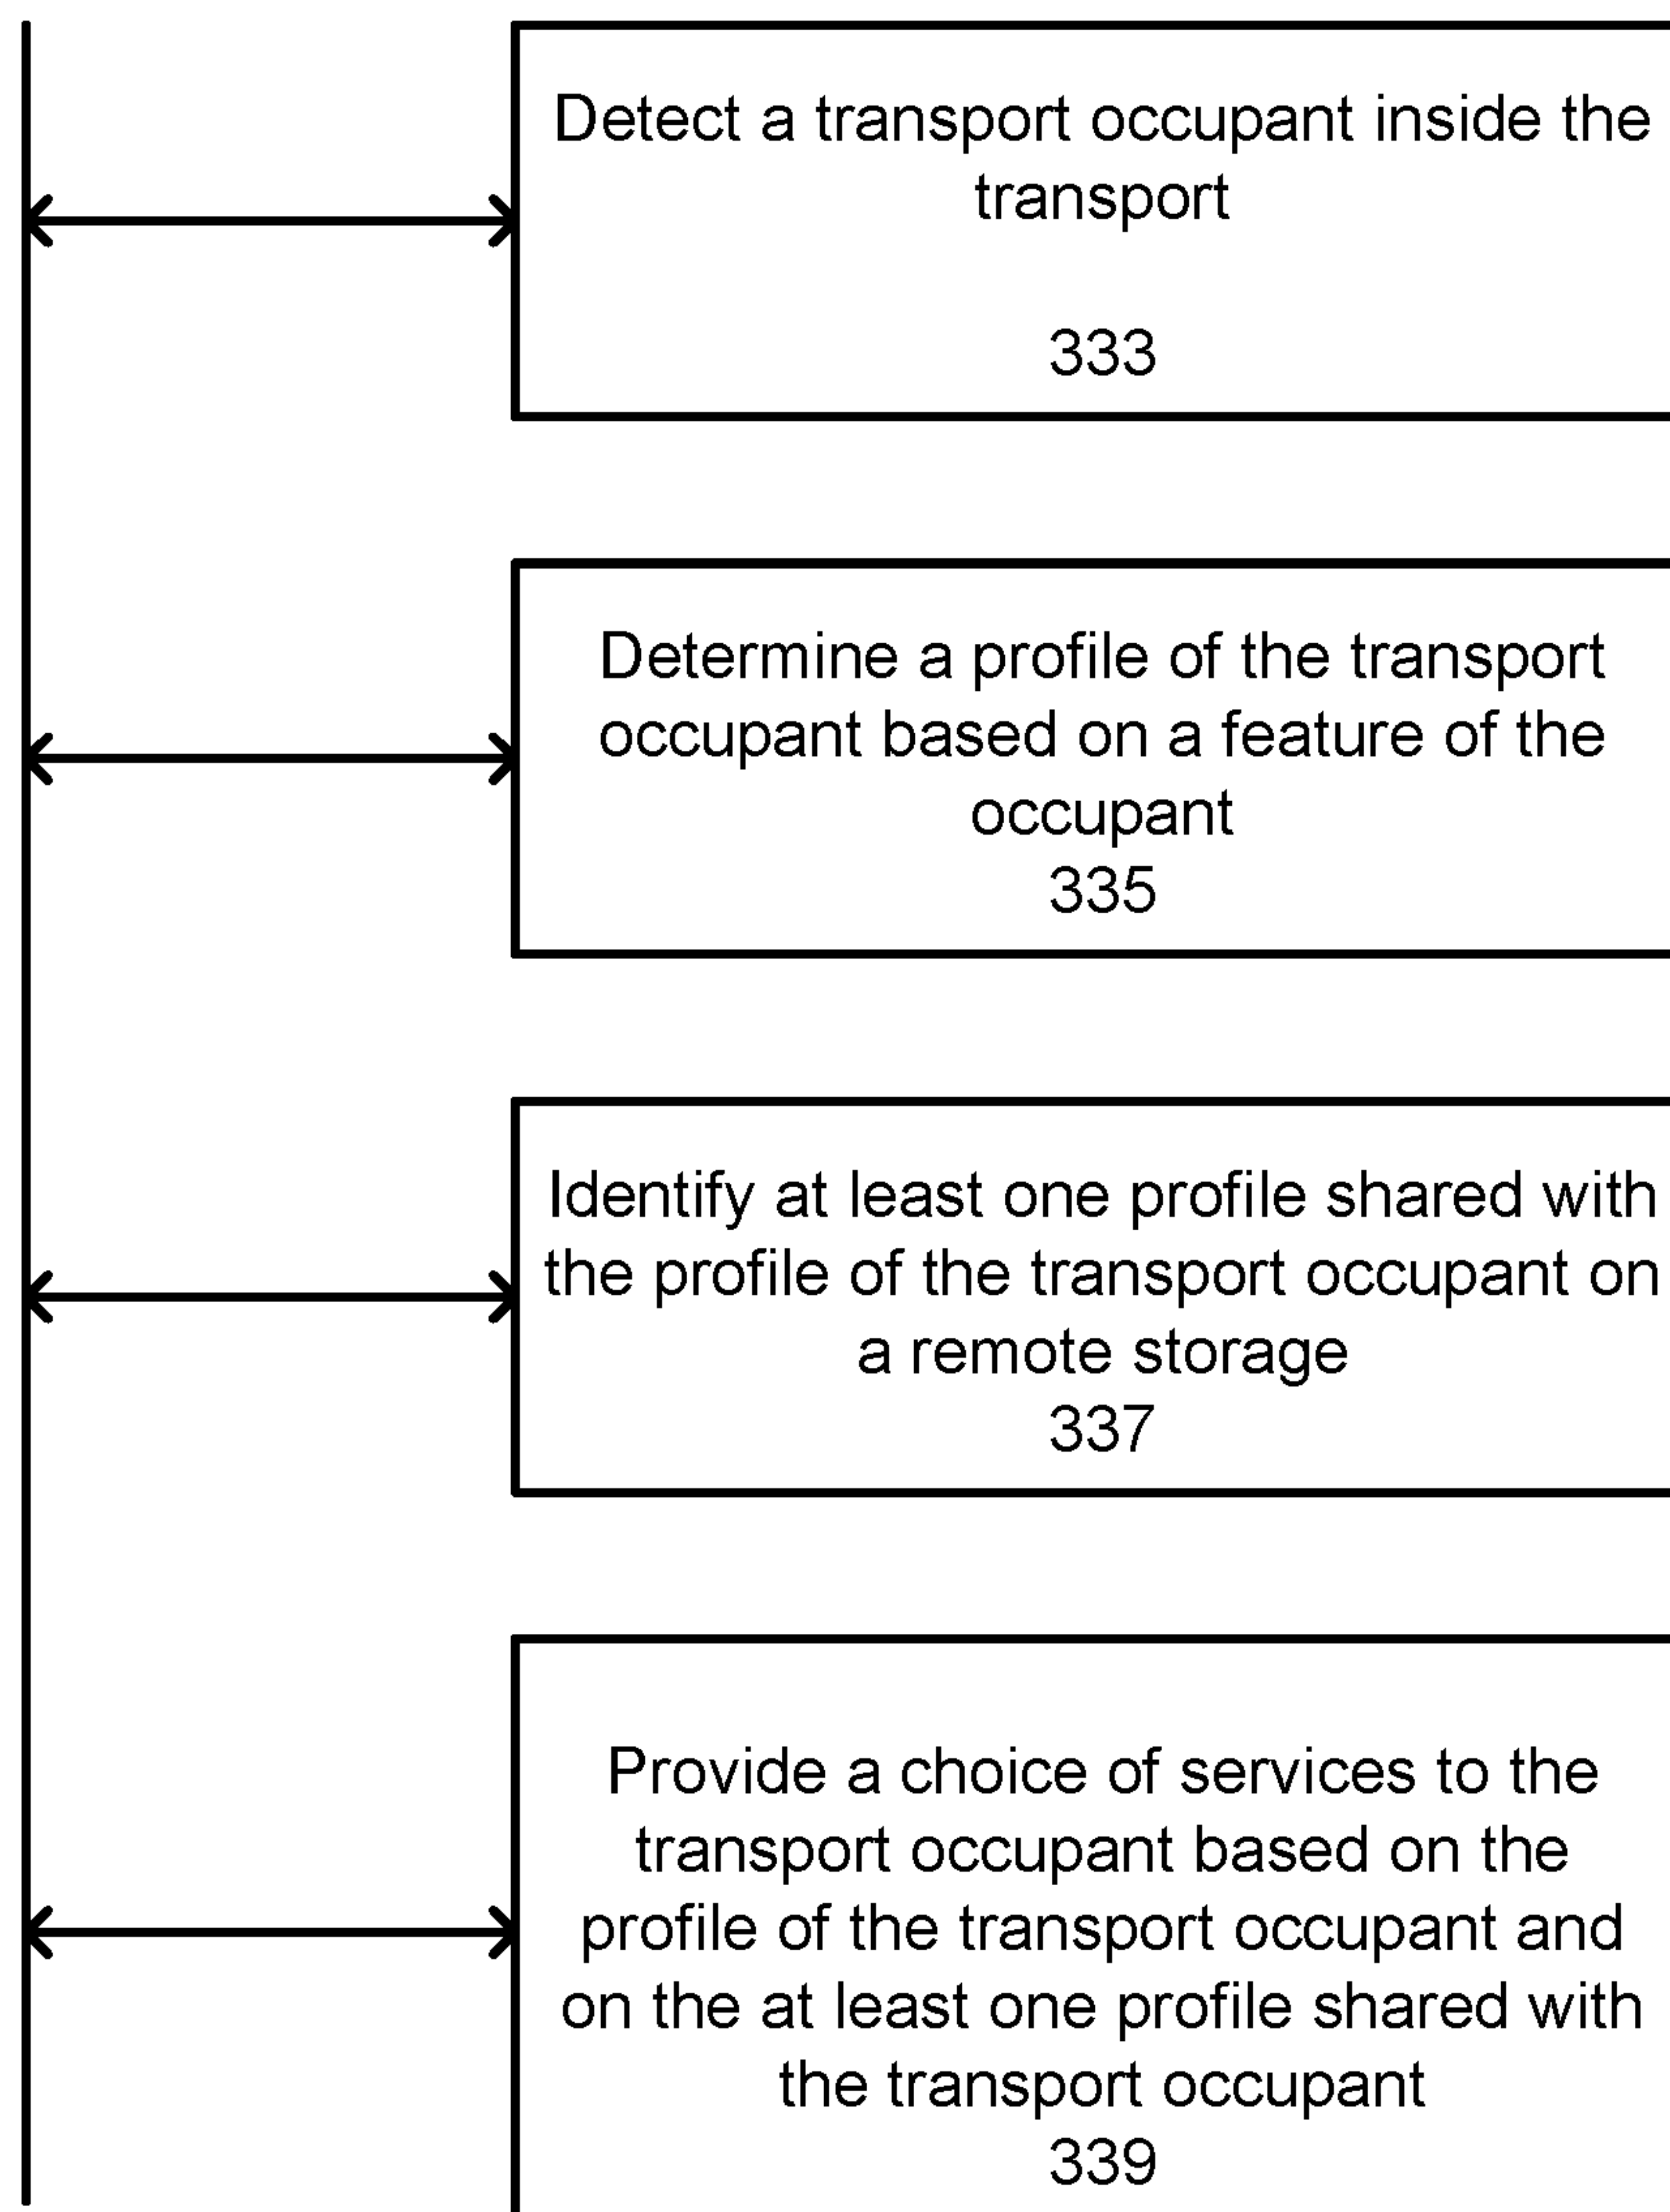 Detect a transport occupant inside the
transport
333
Determine a profile of the transport
occupant based on a feature of the
occupant
335
Identify at least one profile shared with
the profile of the transport occupant on
a remote storage
337
Provide a choice of services to the
transport occupant based on the
profile of the transport occupant and
on the at least one profile shared with
the transport occupant
339